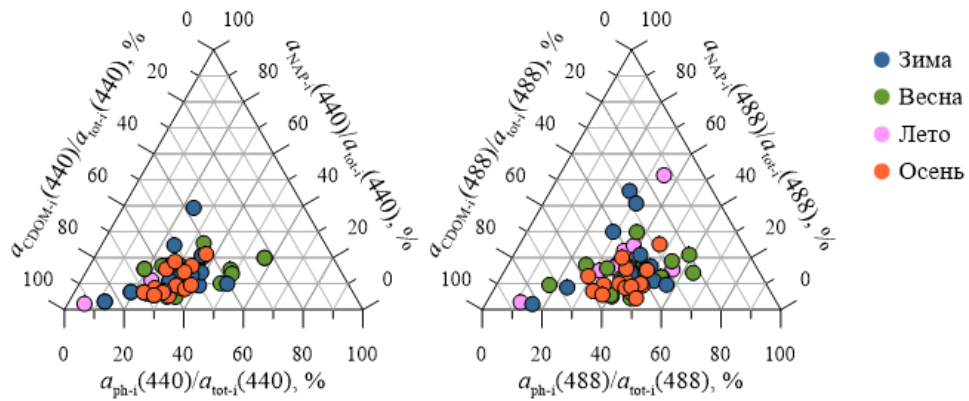 0 100
20 80
40 60
60 40
80 20
100 0
0 20 40 60 80 100
a_CDOM-i(440)/a_tot-i(440), %
a_NAP-i(440)/a_tot-i(440), %
a_ph-i(440)/a_tot-i(440), %
0 100
20 80
40 60
60 40
80 20
100 0
0 20 40 60 80 100
a_CDOM-i(488)/a_tot-i(488), %
a_NAP-i(488)/a_tot-i(488), %
a_ph-i(488)/a_tot-i(488), %
Зима
Весна
Лето
Осень